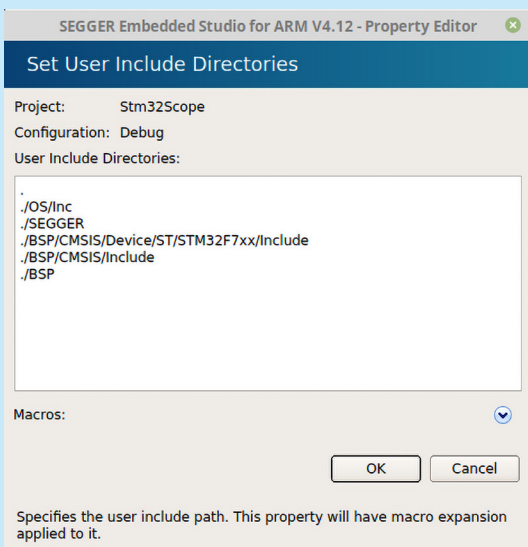 SEGGER Embedded Studio for ARM V4.12 - Property Editor
Set User Include Directories
Project: Stm32Scope
Configuration: Debug
User Include Directories:
.
./OS/Inc
./SEGGER
./BSP/CMSIS/Device/ST/STM32F7xx/Include
./BSP/CMSIS/Include
./BSP
Macros:
OK Cancel
Specifies the user include path. This property will have macro expansion
applied to it.